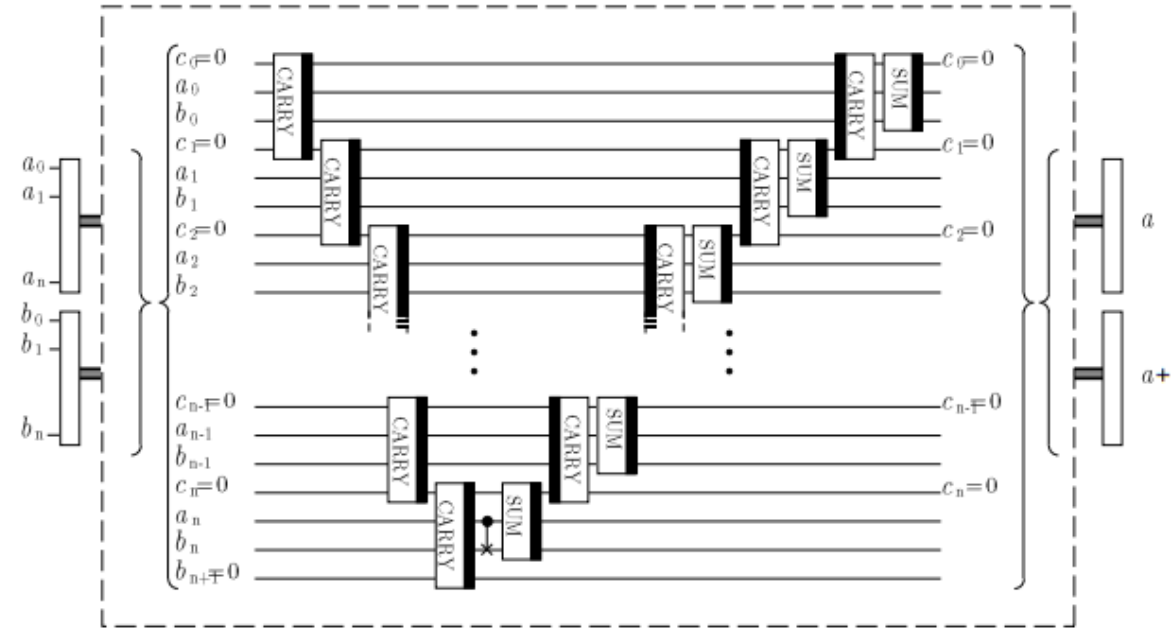 c₀=0 c₀=0
a₀
b₀
c₁=0 c₁=0
a₁
b₁
c₂=0 c₂=0
a₂
b₂
cₙ₋₁=0 cₙ₋₁=0
aₙ₋₁
bₙ₋₁
cₙ=0 cₙ=0
aₙ
bₙ
bₙ₊₁=0
a₀
a₁
aₙ
b₀
b₁
bₙ
CARRY
CARRY
CARRY
CARRY
CARRY
SUM
CARRY
SUM
CARRY
SUM
CARRY
SUM
CARRY
SUM
a
a+